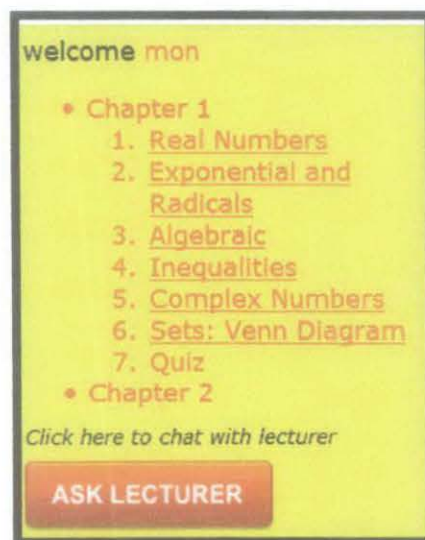 welcome mon
• Chapter 1
1. Real Numbers
2. Exponential and
Radicals
3. Algebraic
4. Inequalities
5. Complex Numbers
6. Sets: Venn Diagram
7. Quiz
• Chapter 2
Click here to chat with lecturer
ASK LECTURER